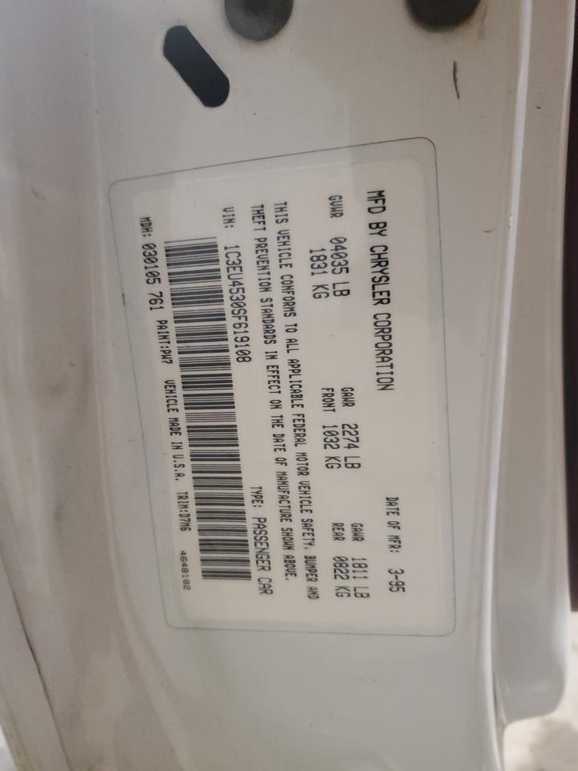 MFD BY CHRYSLER CORPORATION DATE OF MFR: 3-95
GVWR 04035 LB GAWR 2274 LB GAWR 1811 LB
1831 KG FRONT 1032 KG REAR 0822 KG
THIS VEHICLE CONFORMS TO ALL APPLICABLE FEDERAL MOTOR VEHICLE SAFETY, BUMPER AND
THEFT PREVENTION STANDARDS IN EFFECT ON THE DATE OF MANUFACTURE SHOWN ABOVE.
VIN: 1C3EU4530SF619108 TYPE: PASSENGER CAR
MDH: 030105 761 PAINT:PW7 VEHICLE MADE IN U.S.A. TRIM:D7M6 4648102